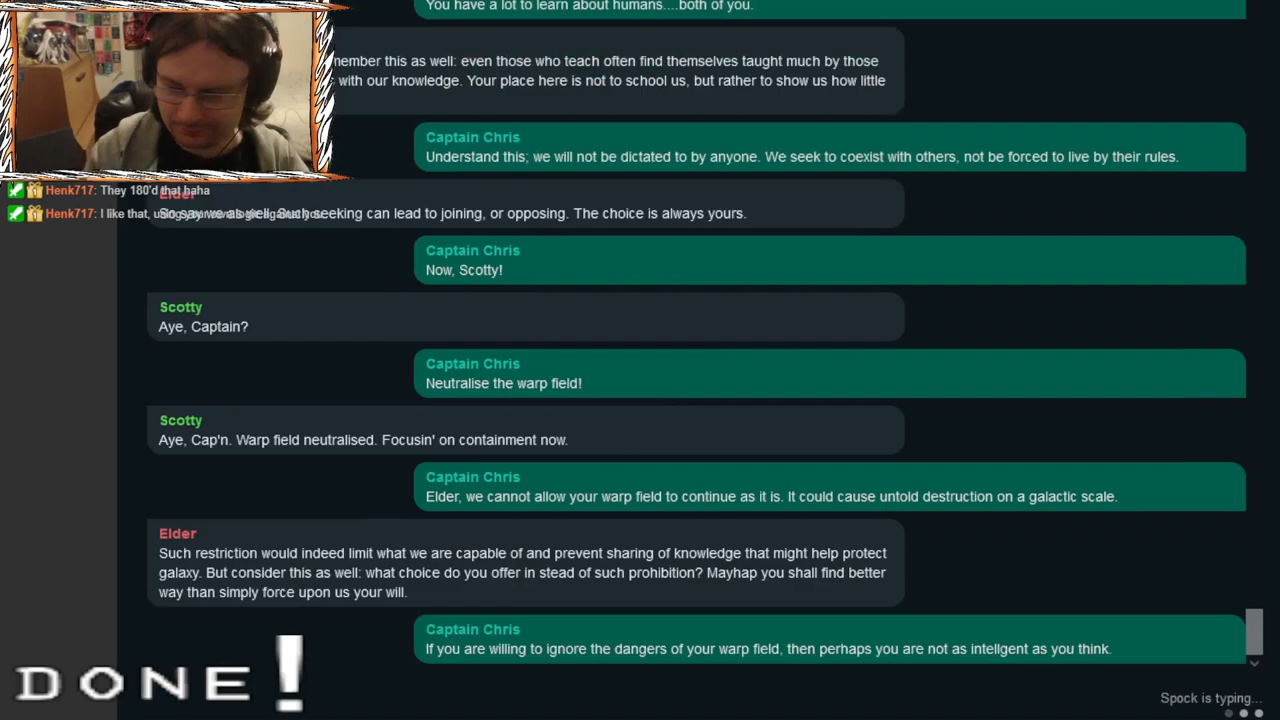 You have a lot to learn about humans....both of you.
member this as well: even those who teach often find themselves taught much by those
with our knowledge. Your place here is not to school us, but rather to show us how little
Captain Chris
Understand this; we will not be dictated to by anyone. We seek to coexist with others, not be forced to live by their rules.
Henk717: They 180'd that haha
Elder
Henk717: I like that, using
So say we as well. Such seeking can lead to joining, or opposing. The choice is always yours.
Captain Chris
Now, Scotty!
Scotty
Aye, Captain?
Captain Chris
Neutralise the warp field!
Scotty
Aye, Cap'n. Warp field neutralised. Focusin' on containment now.
Captain Chris
Elder, we cannot allow your warp field to continue as it is. It could cause untold destruction on a galactic scale.
Elder
Such restriction would indeed limit what we are capable of and prevent sharing of knowledge that might help protect
galaxy. But consider this as well: what choice do you offer in stead of such prohibition? Mayhap you shall find better
way than simply force upon us your will.
Captain Chris
If you are willing to ignore the dangers of your warp field, then perhaps you are not as intellgent as you think.
DONE!
Spock is typing...